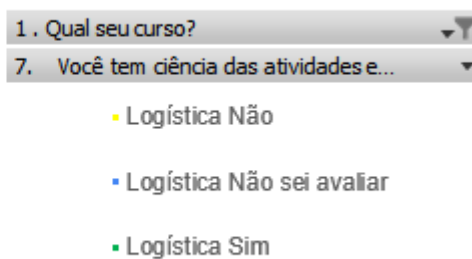 1 . Qual seu curso?
7. Você tem ciência das atividades e...
Logística Não
Logística Não sei avaliar
Logística Sim